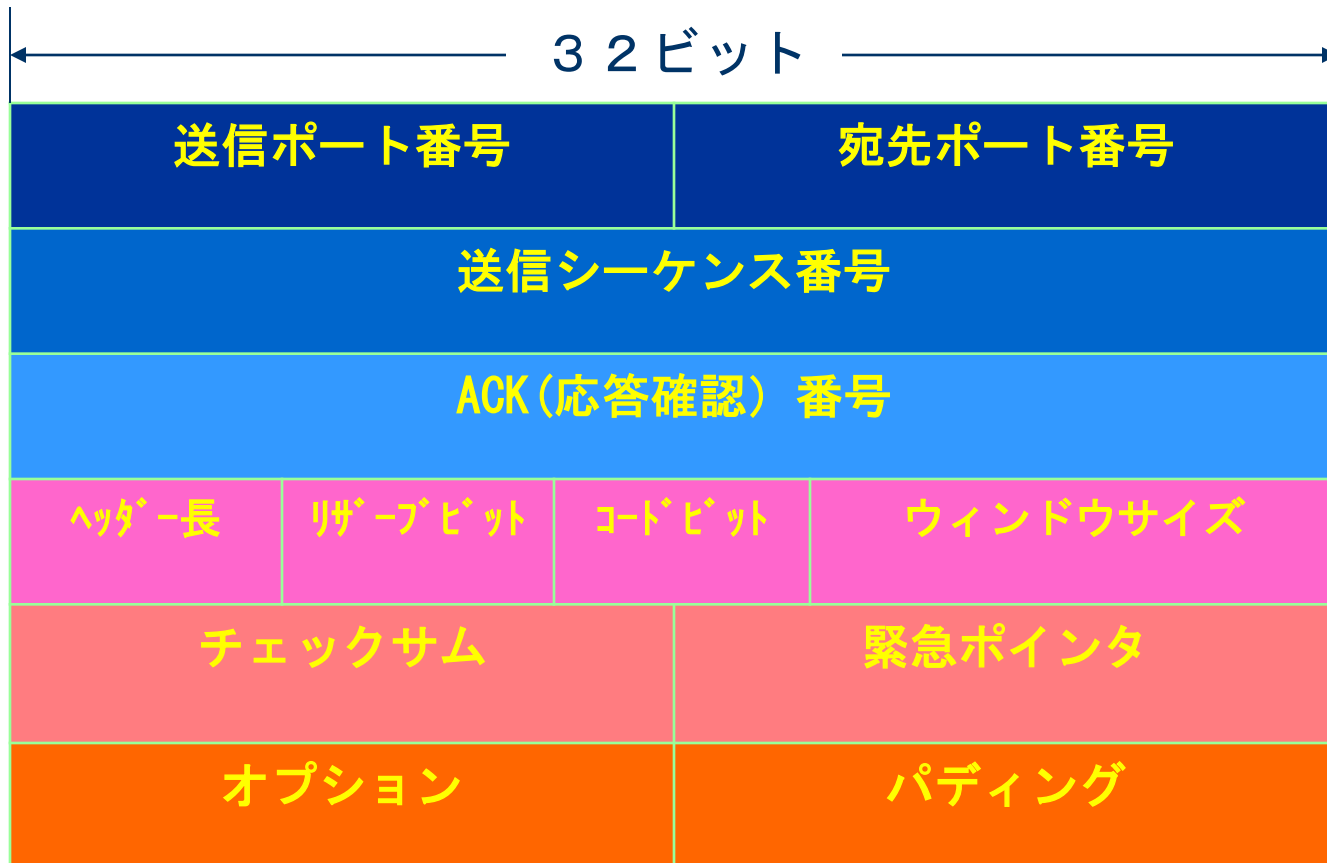 ３２ビット
送信ポート番号
宛先ポート番号
送信シーケンス番号
ACK(応答確認）番号
ﾍｯﾀﾞｰ長
ﾘｻﾞｰﾌﾞﾋﾞｯﾄ
ｺｰﾄﾞﾋﾞｯﾄ
ウィンドウサイズ
チェックサム
緊急ポインタ
オプション
パディング